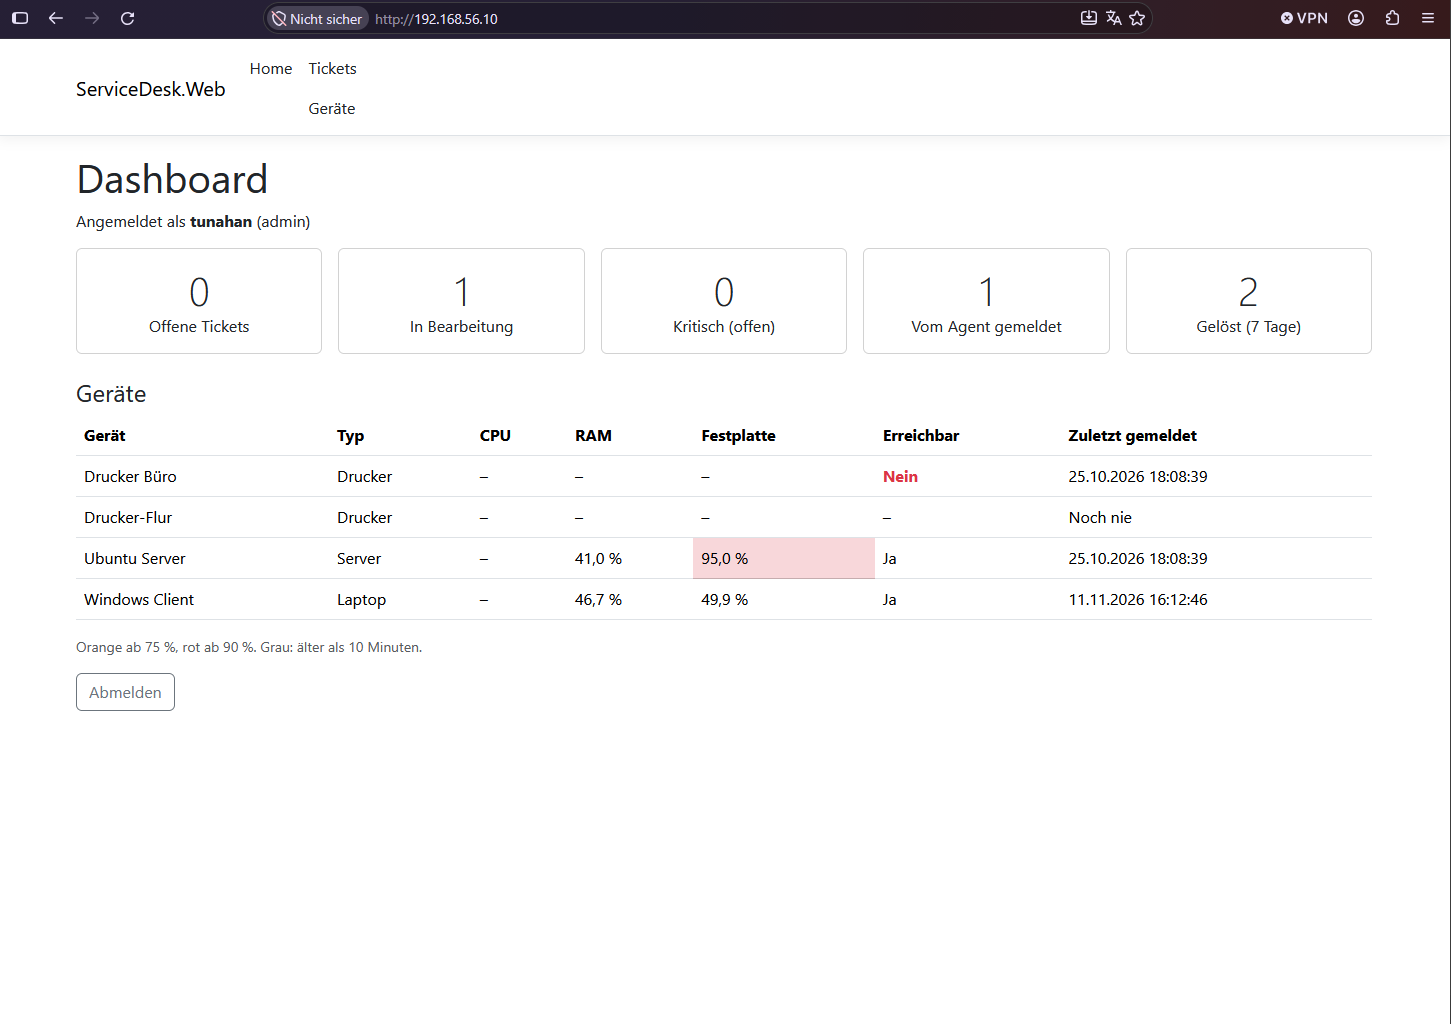 Nicht sicher http://192.168.56.10 VPN
ServiceDesk.Web Home Tickets
Geräte
Dashboard
Angemeldet als tunahan (admin)
0 1 0 1 2
Offene Tickets In Bearbeitung Kritisch (offen) Vom Agent gemeldet Gelöst (7 Tage)
Geräte
Gerät Typ CPU RAM Festplatte Erreichbar Zuletzt gemeldet
Drucker Büro Drucker – – – Nein 25.10.2026 18:08:39
Drucker-Flur Drucker – – – – Noch nie
Ubuntu Server Server – 41,0 % 95,0 % Ja 25.10.2026 18:08:39
Windows Client Laptop – 46,7 % 49,9 % Ja 11.11.2026 16:12:46
Orange ab 75 %, rot ab 90 %. Grau: älter als 10 Minuten.
Abmelden